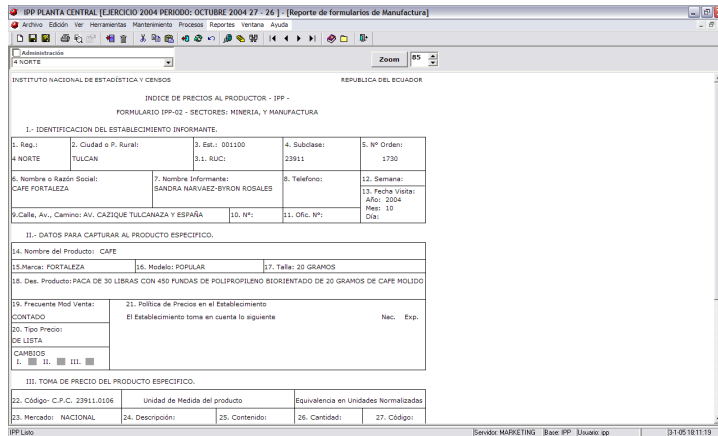 IPP PLANTA CENTRAL [EJERCICIO 2004 PERIODO: OCTUBRE 2004 27 - 26 ] - [Reporte de formularios de Manufactura]
Archivo Edición Ver Herramientas Mantenimiento Procesos Reportes Ventana Ayuda
Administración
4 NORTE
Zoom 85
INSTITUTO NACIONAL DE ESTADÍSTICA Y CENSOS REPUBLICA DEL ECUADOR
INDICE DE PRECIOS AL PRODUCTOR - IPP -
FORMULARIO IPP-02 - SECTORES: MINERIA, Y MANUFACTURA
I.- IDENTIFICACION DEL ESTABLECIMIENTO INFORMANTE.
1. Reg.: 2. Ciudad o P. Rural: 3. Est.: 001100 4. Subclase: 5. Nº Orden:
4 NORTE TULCAN 3.1. RUC: 23911 1730
6. Nombre o Razón Social: 7. Nombre Informante: 8. Telefono: 12. Semana:
CAFE FORTALEZA SANDRA NARVAEZ-BYRON ROSALES 13. Fecha Visita:
Año: 2004
Mes: 10
9.Calle, Av., Camino: AV. CAZIQUE TULCANAZA Y ESPAÑA 10. Nº: 11. Ofic. Nº: Día:
II.- DATOS PARA CAPTURAR AL PRODUCTO ESPECIFICO.
14. Nombre del Producto: CAFE
15.Marca: FORTALEZA 16. Modelo: POPULAR 17. Talla: 20 GRAMOS
18. Des. Producto: PACA DE 30 LIBRAS CON 450 FUNDAS DE POLIPROPILENO BIORIENTADO DE 20 GRAMOS DE CAFE MOLIDO
19. Frecuente Mod Venta: 21. Política de Precios en el Establecimiento
CONTADO El Establecimiento toma en cuenta lo siguiente Nac. Exp.
20. Tipo Precio:
DE LISTA
CAMBIOS
I. II. III.
III. TOMA DE PRECIO DEL PRODUCTO ESPECIFICO.
22. Código- C.P.C. 23911.0106 Unidad de Medida del producto Equivalencia en Unidades Normalizadas
23. Mercado: NACIONAL 24. Descripción: 25. Contenido: 26. Cantidad: 27. Código:
IPP Listo Servidor: MARKETING Base: IPP Usuario: ipp 3-1-05 18:11:19